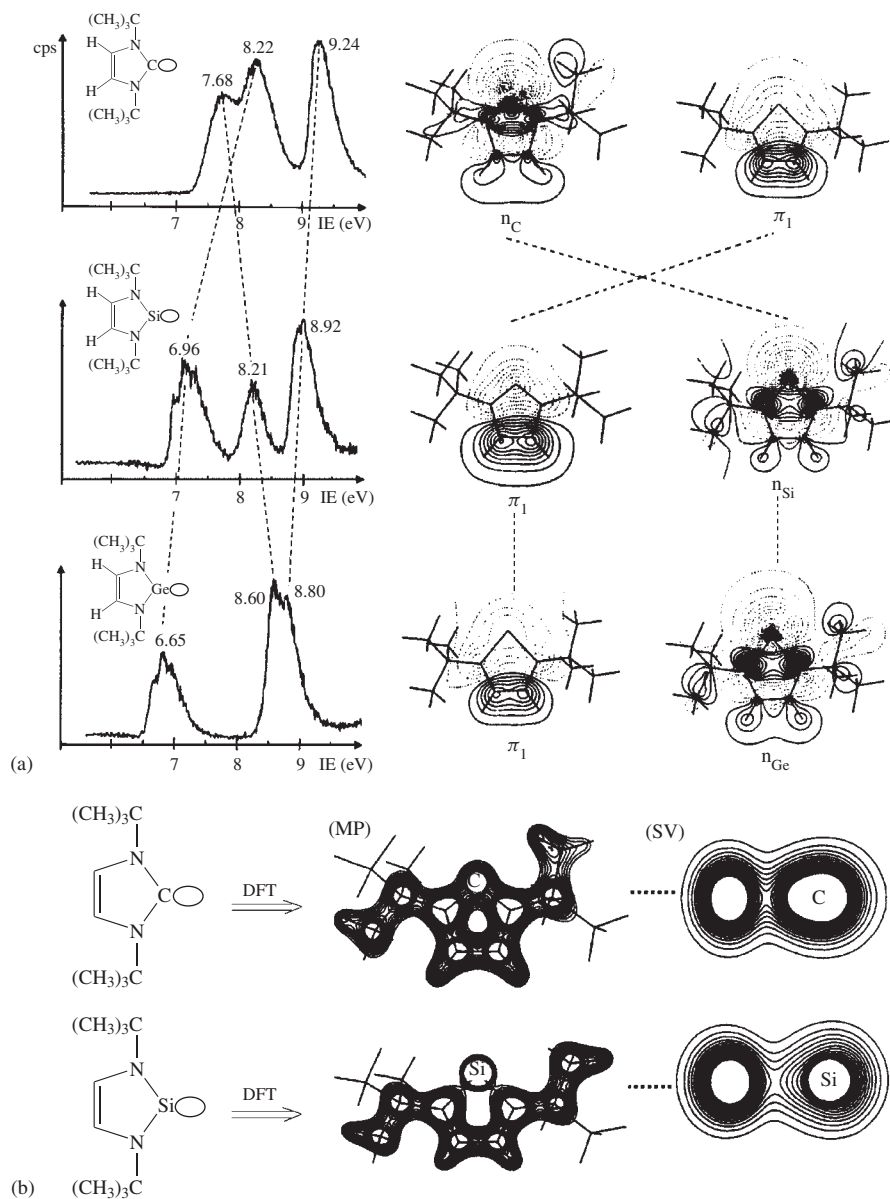 (CH₃)₃C
cps
H
N
C
H
N
(CH₃)₃C
7.68
8.22
9.24
7 8 9 IE (eV)
n_C
π₁
(CH₃)₃C
H
N
Si
H
N
(CH₃)₃C
6.96
8.21
8.92
7 8 9 IE (eV)
π₁
n_Si
(CH₃)₃C
H
N
Ge
H
N
(CH₃)₃C
6.65
8.60
8.80
7 8 9 IE (eV)
π₁
n_Ge
(a)
(CH₃)₃C
N
C
N
(CH₃)₃C
DFT
(MP)
C
(SV)
C
(CH₃)₃C
N
Si
N
(CH₃)₃C
DFT
Si
Si
(b)